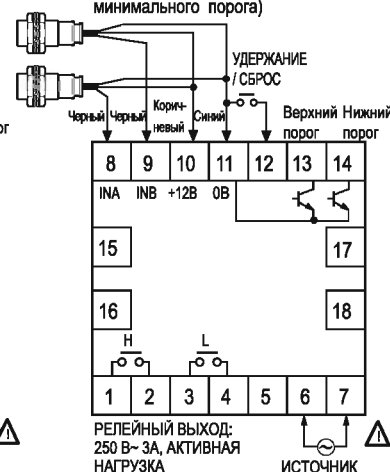 минимального порога)
УДЕРЖАНИЕ
/ СБРОС
Черный Черный Корич-
невый Синий
Верхний Нижний
порог порог
8 9 10 11 12 13 14
INA INB +12В 0В
15 17
16 18
H L
1 2 3 4 5 6 7
РЕЛЕЙНЫЙ ВЫХОД:
250 В~ 3А, АКТИВНАЯ
НАГРУЗКА ИСТОЧНИК